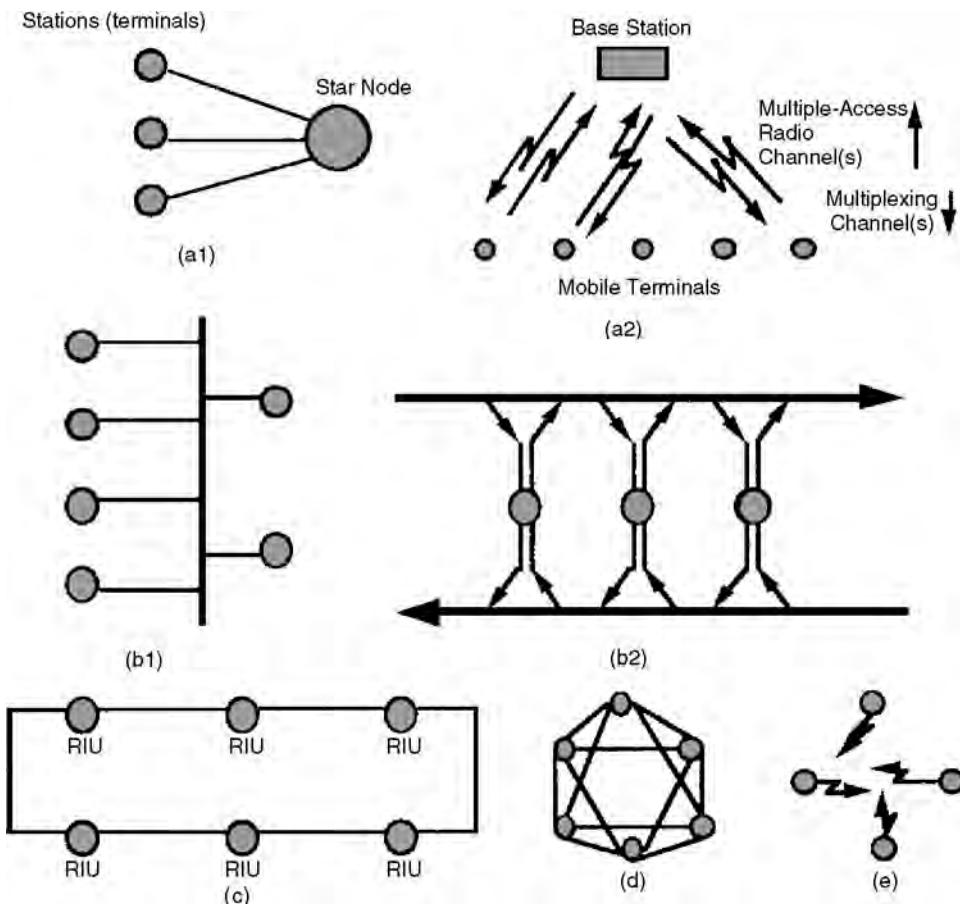 Stations (terminals)
Star Node
(a1)
Base Station
Multiple-Access
Radio
Channel(s)
Multiplexing
Channel(s)
Mobile Terminals
(a2)
(b1)
(b2)
RIU
RIU
RIU
RIU
RIU
RIU
(c)
(d)
(e)